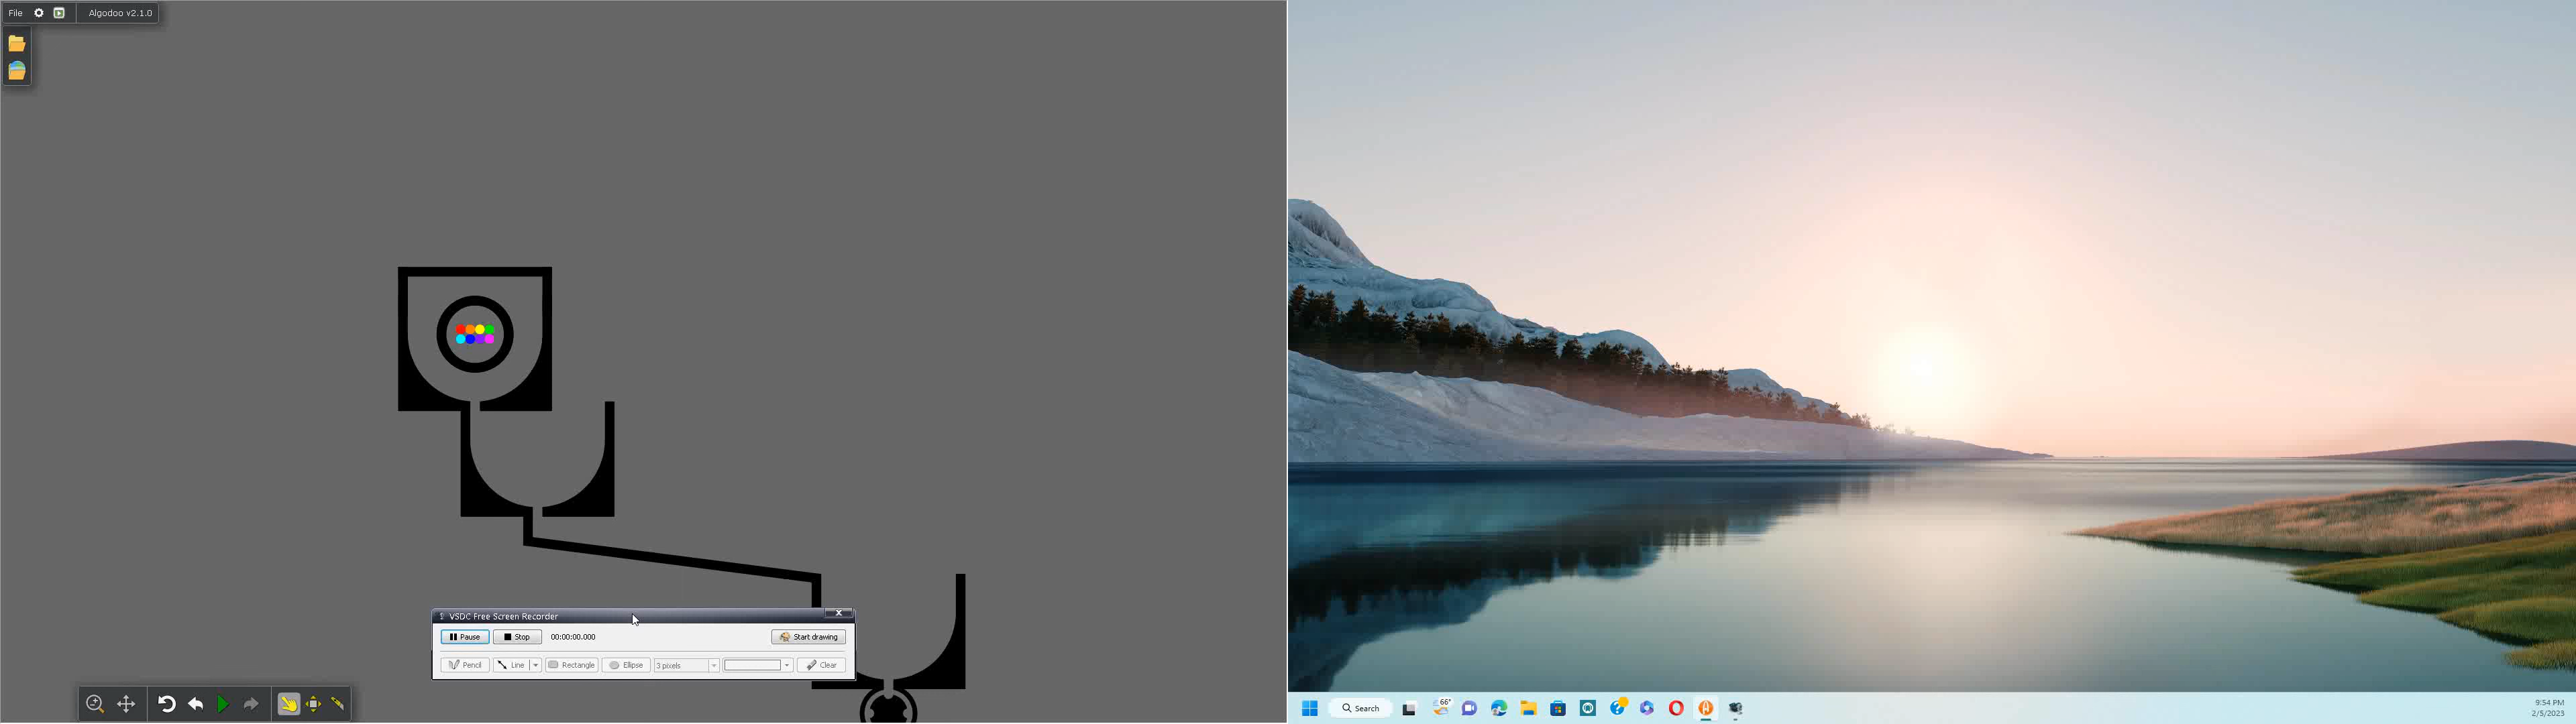 File
Algodoo v2.1.0
VSDC Free Screen Recorder
Pause
Stop
00:00:00.000
Start drawing
Pencil
Line
Rectangle
Ellipse
3 pixels
Clear
Search
66°
9:54 PM
2/5/2023